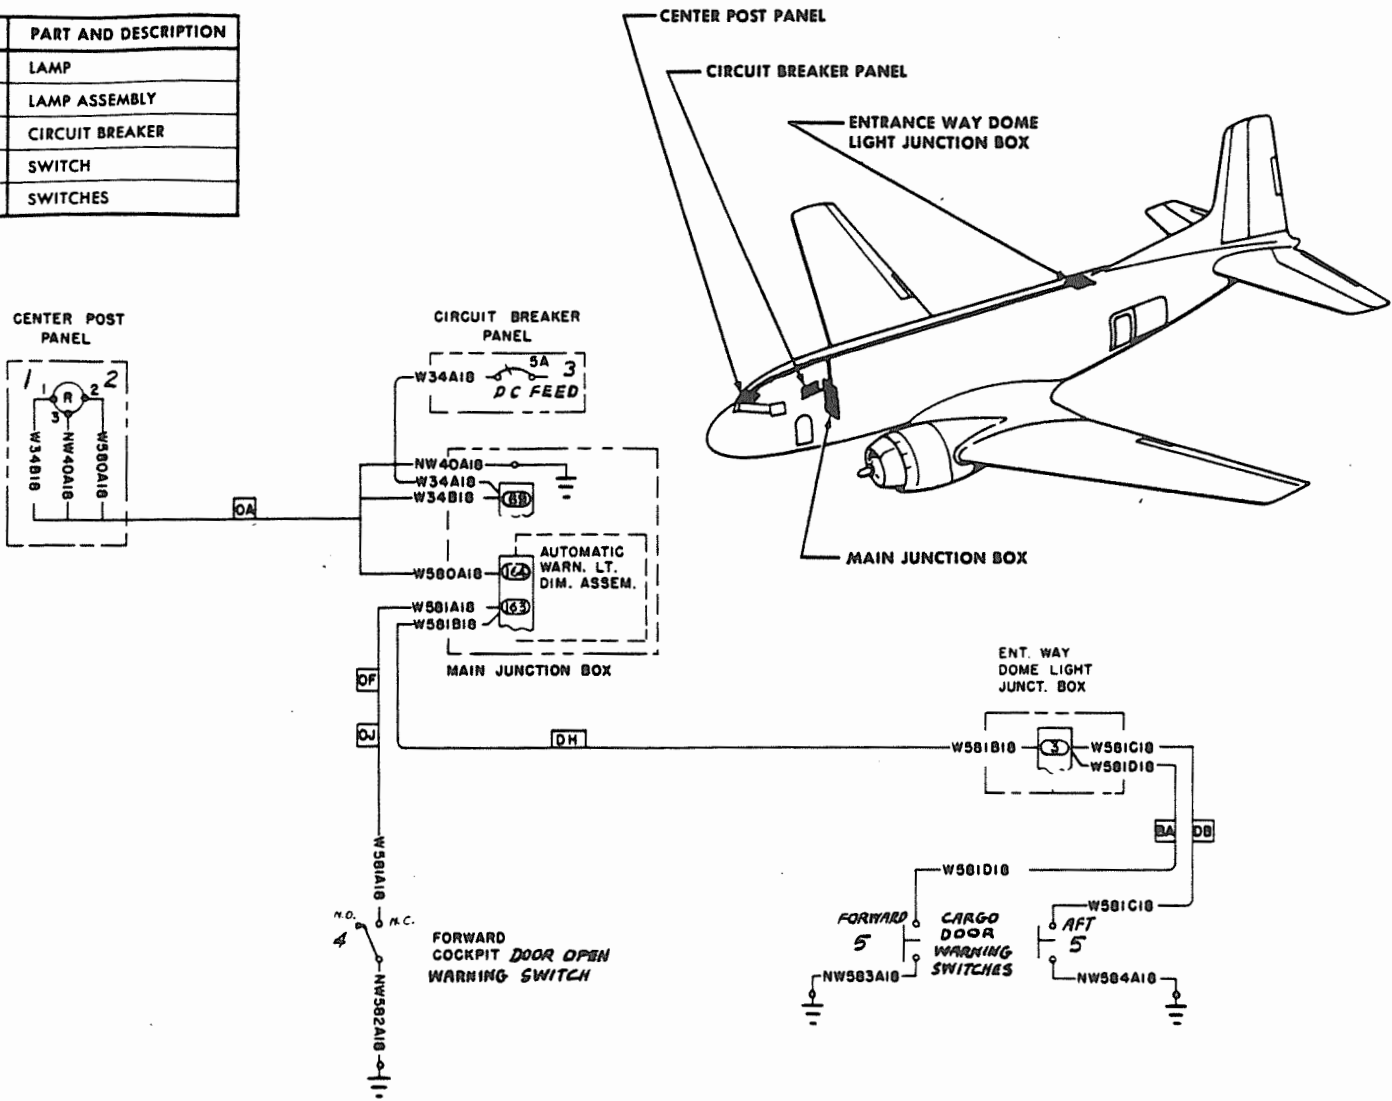 PART AND DESCRIPTION
LAMP
LAMP ASSEMBLY
CIRCUIT BREAKER
SWITCH
SWITCHES
CENTER POST PANEL
CIRCUIT BREAKER PANEL
ENTRANCE WAY DOME
LIGHT JUNCTION BOX
MAIN JUNCTION BOX
CENTER POST
PANEL
1
2
1
R
2
3
W34B18
NW40A18
W580A18
OA
CIRCUIT BREAKER
PANEL
W34A18
5A
3
DC FEED
NW40A18
W34A18
W34B18
W580A18
AUTOMATIC
WARN. LT.
DIM. ASSEM.
W581A18
163
W581B18
MAIN JUNCTION BOX
OF
OJ
DH
ENT. WAY
DOME LIGHT
JUNCT. BOX
W581B18
3
W581C18
W581D18
BA
DB
W581D18
W581C18
W581A18
N.O.
N.C.
4
FORWARD
COCKPIT DOOR OPEN
WARNING SWITCH
NW582A18
FORWARD
5
CARGO
DOOR
WARNING
SWITCHES
AFT
5
NW583A18
NW584A18